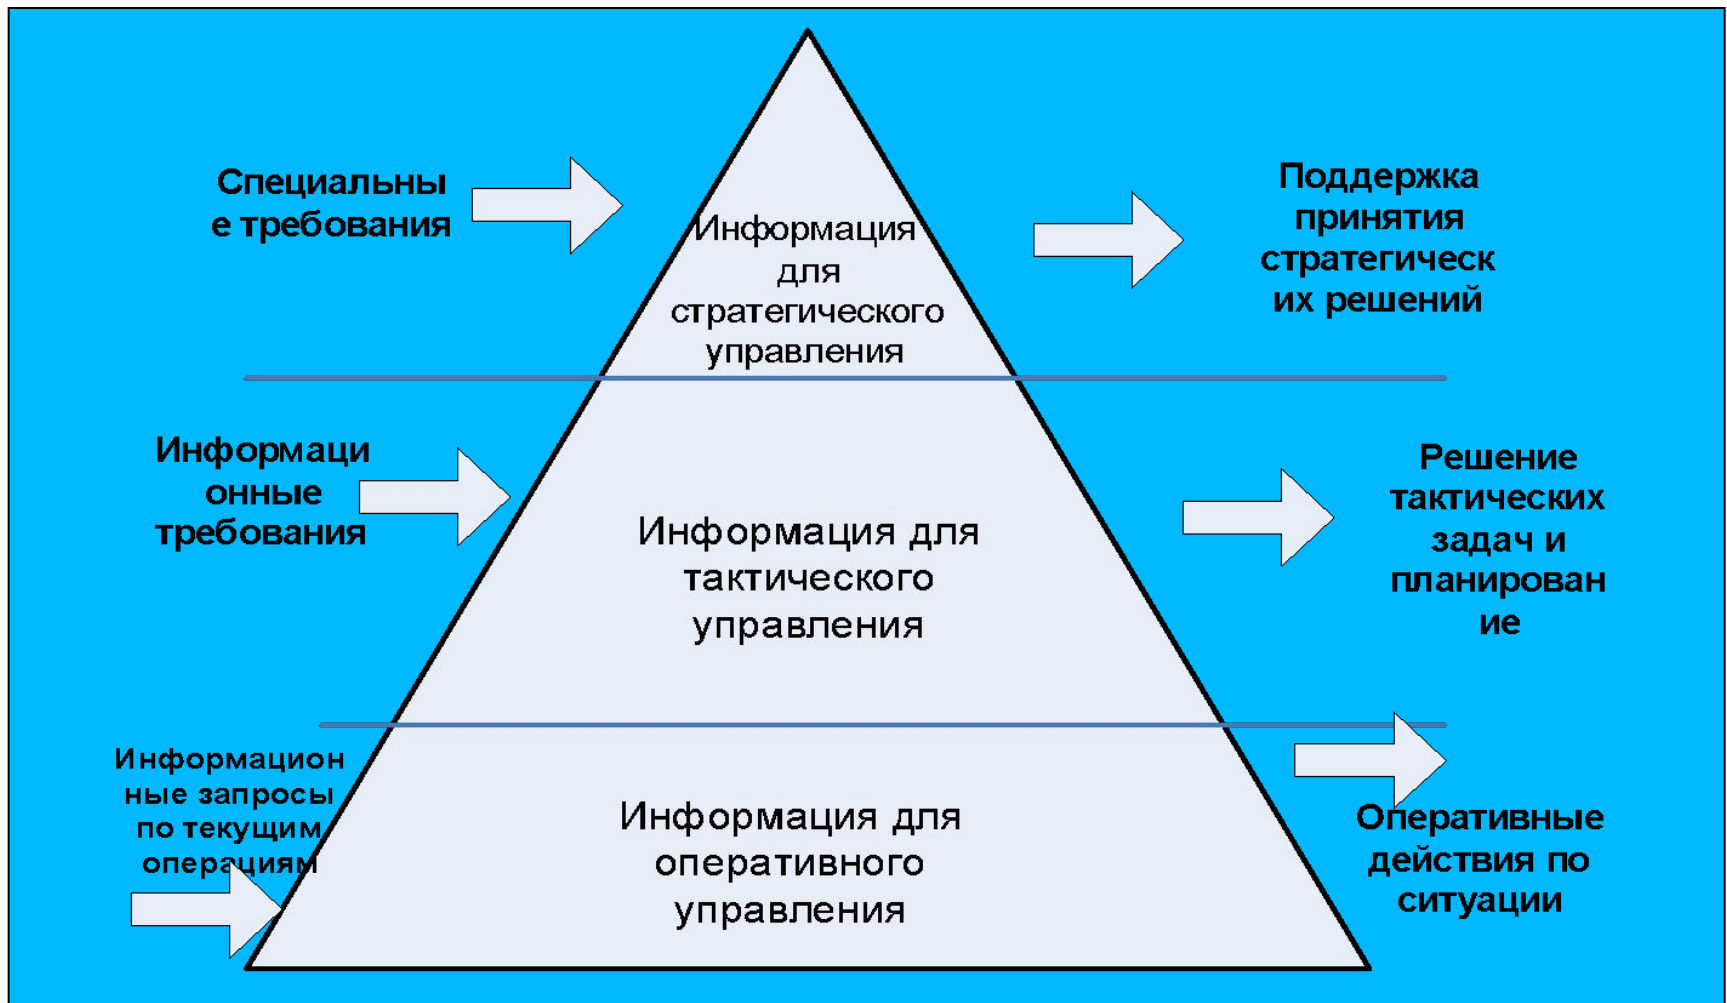 Специальны
е требования
Информация
для
стратегического
управления
Поддержка
принятия
стратегическ
их решений
Информаци
онные
требования
Информация для
тактического
управления
Решение
тактических
задач и
планирован
ие
Информацион
ные запросы
по текущим
операциям
Информация для
оперативного
управления
Оперативные
действия по
ситуации